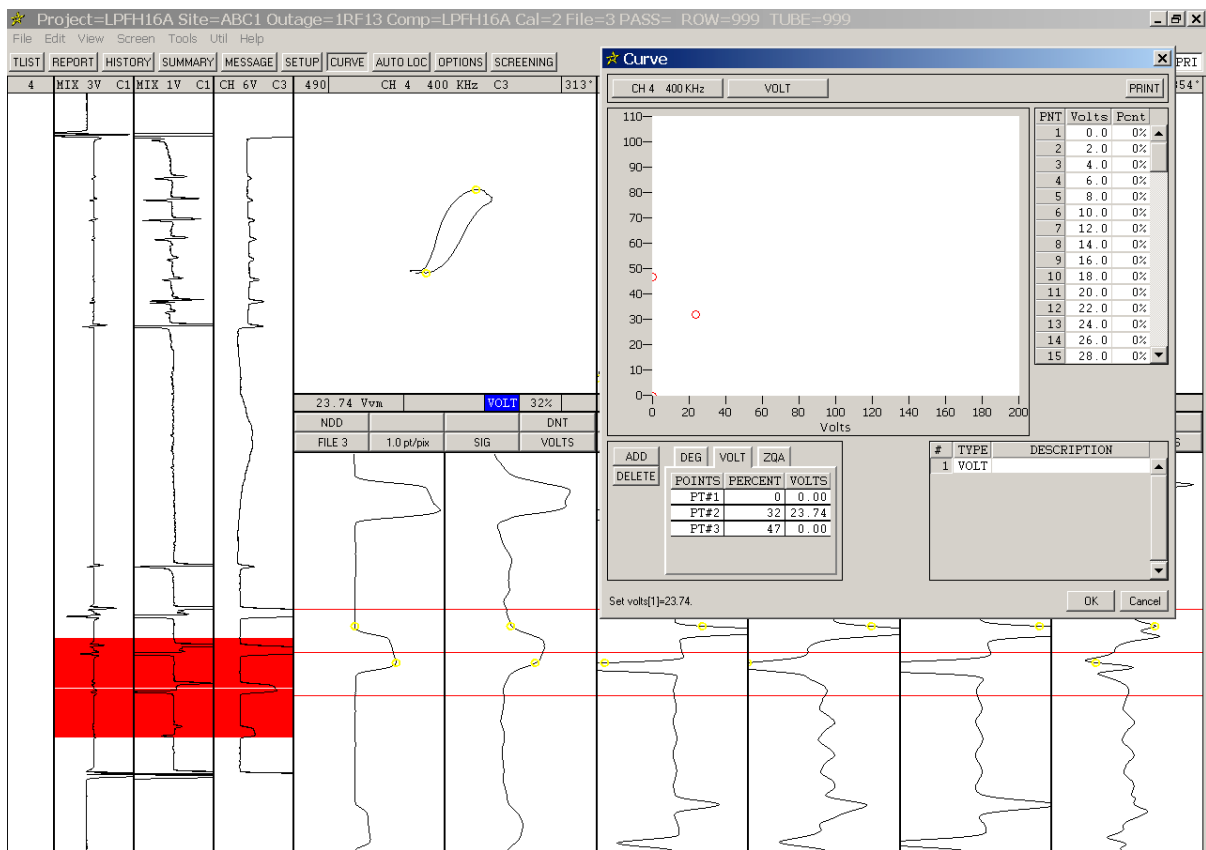 Project=LPFH16A Site=ABC1 Outage=1RF13 Comp=LPFH16A Cal=2 File=3 PASS= ROW=999 TUBE=999
File Edit View Screen Tools Util Help
TLIST REPORT HISTORY SUMMARY MESSAGE SETUP CURVE AUTO LOC OPTIONS SCREENING PRI
4 MIX 3V C1 MIX 1V C1 CH 6V C3 490 CH 4 400 KHz C3 313° 354°
23.74 Vvm VOLT 32%
NDD DNT
FILE 3 1.0 pt/pix SIG VOLTS S
Curve
CH 4 400 KHz VOLT PRINT
110
100
90
80
70
60
50
40
30
20
10
0
0 20 40 60 80 100 120 140 160 180 200
Volts
PNT Volts Pcnt
1 0.0 0%
2 2.0 0%
3 4.0 0%
4 6.0 0%
5 8.0 0%
6 10.0 0%
7 12.0 0%
8 14.0 0%
9 16.0 0%
10 18.0 0%
11 20.0 0%
12 22.0 0%
13 24.0 0%
14 26.0 0%
15 28.0 0%
ADD DELETE
DEG VOLT ZQA
POINTS PERCENT VOLTS
PT#1 0 0.00
PT#2 32 23.74
PT#3 47 0.00
# TYPE DESCRIPTION
1 VOLT
Set volts[1]=23.74.
OK Cancel